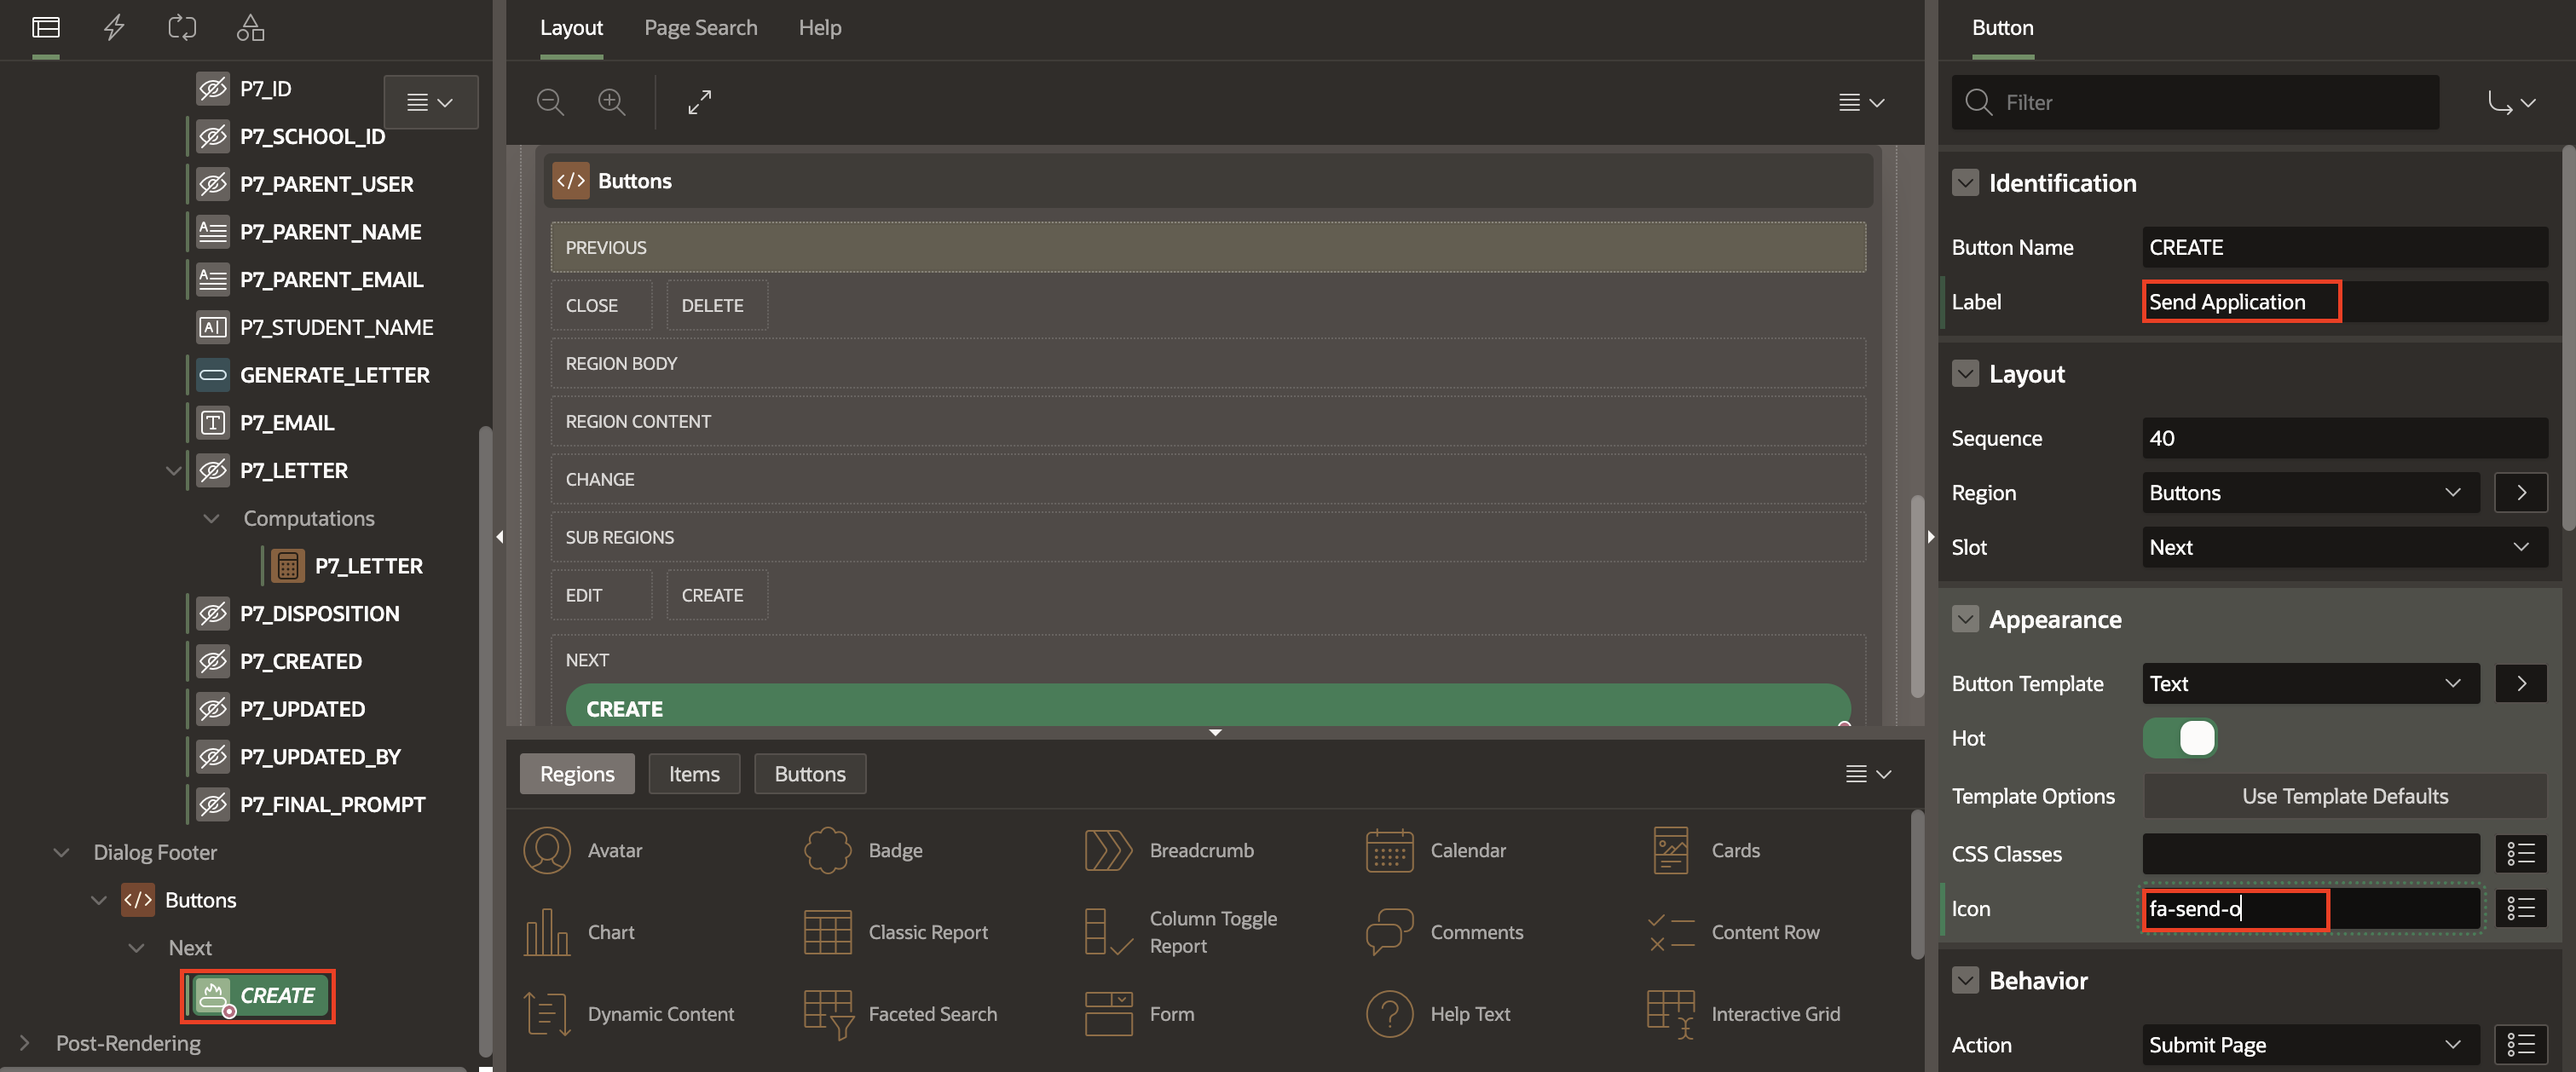 P7_ID
P7_SCHOOL_ID
P7_PARENT_USER
P7_PARENT_NAME
P7_PARENT_EMAIL
P7_STUDENT_NAME
GENERATE_LETTER
P7_EMAIL
P7_LETTER
Computations
P7_LETTER
P7_DISPOSITION
P7_CREATED
P7_UPDATED
P7_UPDATED_BY
P7_FINAL_PROMPT
Dialog Footer
Buttons
Next
CREATE
Post-Rendering
Layout Page Search Help
Buttons
PREVIOUS
CLOSE DELETE
REGION BODY
REGION CONTENT
CHANGE
SUB REGIONS
EDIT CREATE
NEXT
CREATE
Regions Items Buttons
Avatar Badge Breadcrumb Calendar Cards
Chart Classic Report Column Toggle Report Comments Content Row
Dynamic Content Faceted Search Form Help Text Interactive Grid
Button
Filter
Identification
Button Name CREATE
Label Send Application
Layout
Sequence 40
Region Buttons
Slot Next
Appearance
Button Template Text
Hot
Template Options Use Template Defaults
CSS Classes
Icon fa-send-o
Behavior
Action Submit Page